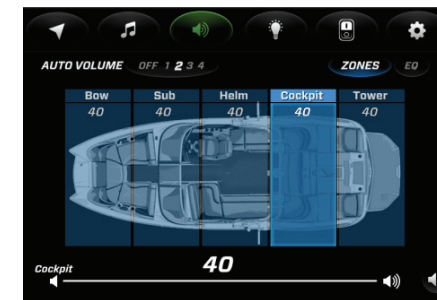 AUTO VOLUME OFF 1 2 3 4 ZONES EQ
Bow Sub Helm Cockpit Tower
40 40 40 40 40
Cockpit 40